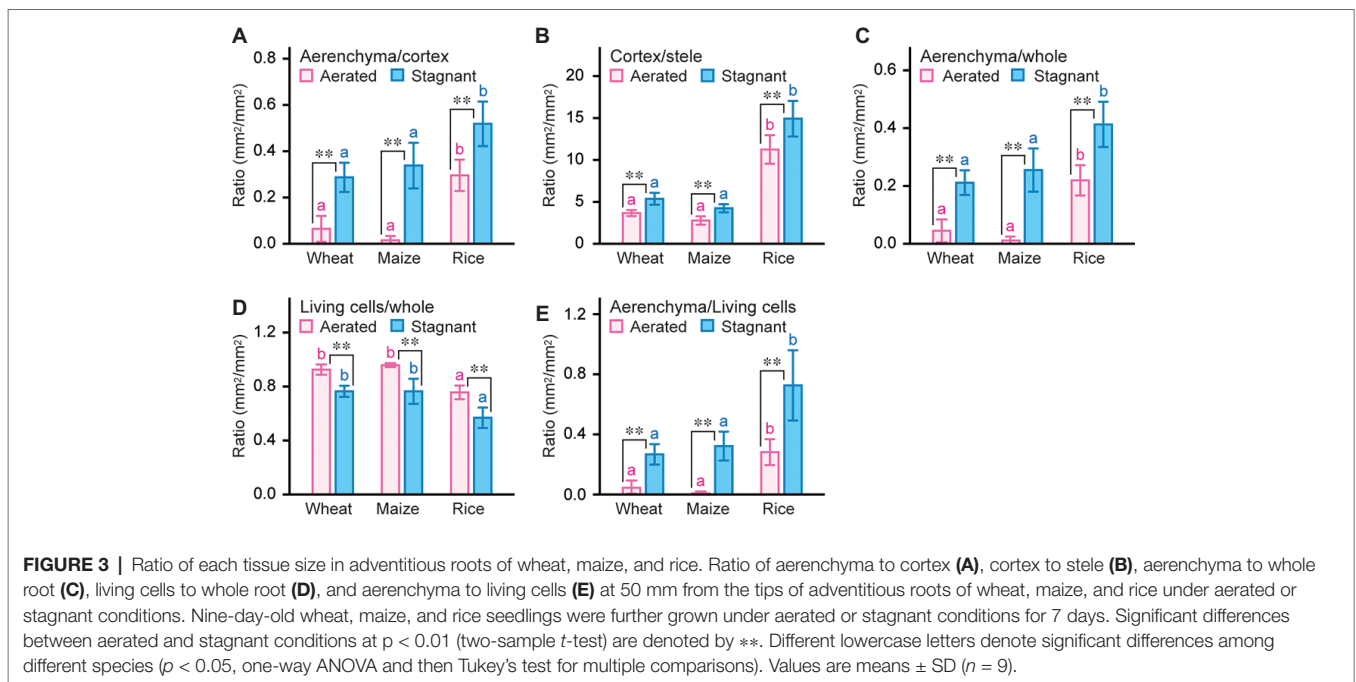 A
Aerenchyma/cortex
Aerated Stagnant
Ratio (mm²/mm²)
0.8
0.6
0.4
0.2
0.0
** a
a
** a
a
** b
b
Wheat Maize Rice
B
Cortex/stele
Aerated Stagnant
Ratio (mm²/mm²)
20
15
10
5
0
** a
a
** a
a
** b
b
Wheat Maize Rice
C
Aerenchyma/whole
Aerated Stagnant
Ratio (mm²/mm²)
0.6
0.4
0.2
0.0
** a
a
** a
a
** b
b
Wheat Maize Rice
D
Living cells/whole
Aerated Stagnant
Ratio (mm²/mm²)
1.2
0.8
0.4
0.0
b **
b
b **
b
a **
a
Wheat Maize Rice
E
Aerenchyma/Living cells
Aerated Stagnant
Ratio (mm²/mm²)
1.2
0.8
0.4
0.0
** a
a
** a
a
** b
b
Wheat Maize Rice
FIGURE 3 | Ratio of each tissue size in adventitious roots of wheat, maize, and rice. Ratio of aerenchyma to cortex (A), cortex to stele (B), aerenchyma to whole
root (C), living cells to whole root (D), and aerenchyma to living cells (E) at 50 mm from the tips of adventitious roots of wheat, maize, and rice under aerated or
stagnant conditions. Nine-day-old wheat, maize, and rice seedlings were further grown under aerated or stagnant conditions for 7 days. Significant differences
between aerated and stagnant conditions at p < 0.01 (two-sample t-test) are denoted by **. Different lowercase letters denote significant differences among
different species (p < 0.05, one-way ANOVA and then Tukey's test for multiple comparisons). Values are means ± SD (n = 9).